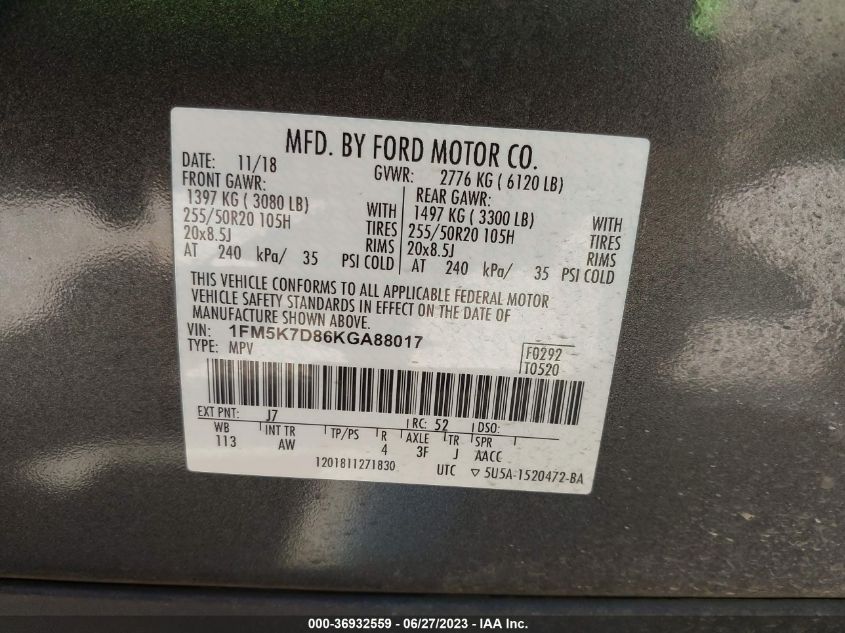 MFD. BY FORD MOTOR CO.
DATE: 11/18 GVWR: 2776 KG ( 6120 LB)
FRONT GAWR: REAR GAWR:
1397 KG ( 3080 LB) WITH 1497 KG ( 3300 LB) WITH
255/50R20 105H TIRES 255/50R20 105H TIRES
20x8.5J RIMS 20x8.5J RIMS
AT 240 kPa/ 35 PSI COLD AT 240 kPa/ 35 PSI COLD
THIS VEHICLE CONFORMS TO ALL APPLICABLE FEDERAL MOTOR
VEHICLE SAFETY STANDARDS IN EFFECT ON THE DATE OF
MANUFACTURE SHOWN ABOVE.
VIN: 1FM5K7D86KGA88017
TYPE: MPV F0292
T0520
EXT PNT: J7 RC: 52 DSO:
WB INT TR TP/PS R AXLE TR SPR
113 AW 4 3F J AACC
1201811271830 UTC ▽ 5U5A-1520472-BA
000-36932559 - 06/27/2023 - IAA Inc.